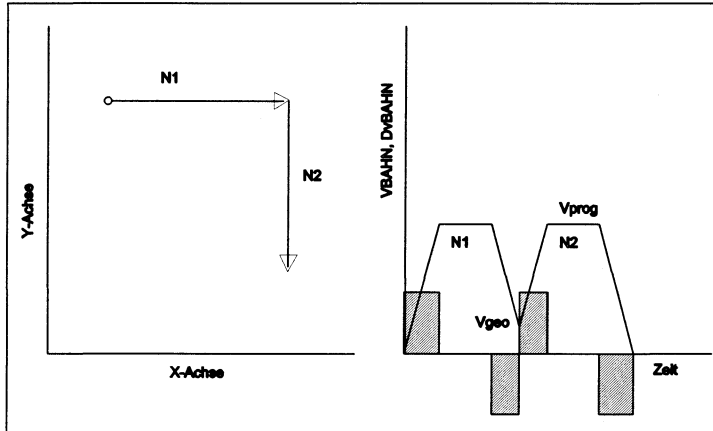 N1
N2
Y-Achse
X-Achse
VBAHN, DvBAHN
Vprog
N1
N2
Vgeo
Zeit